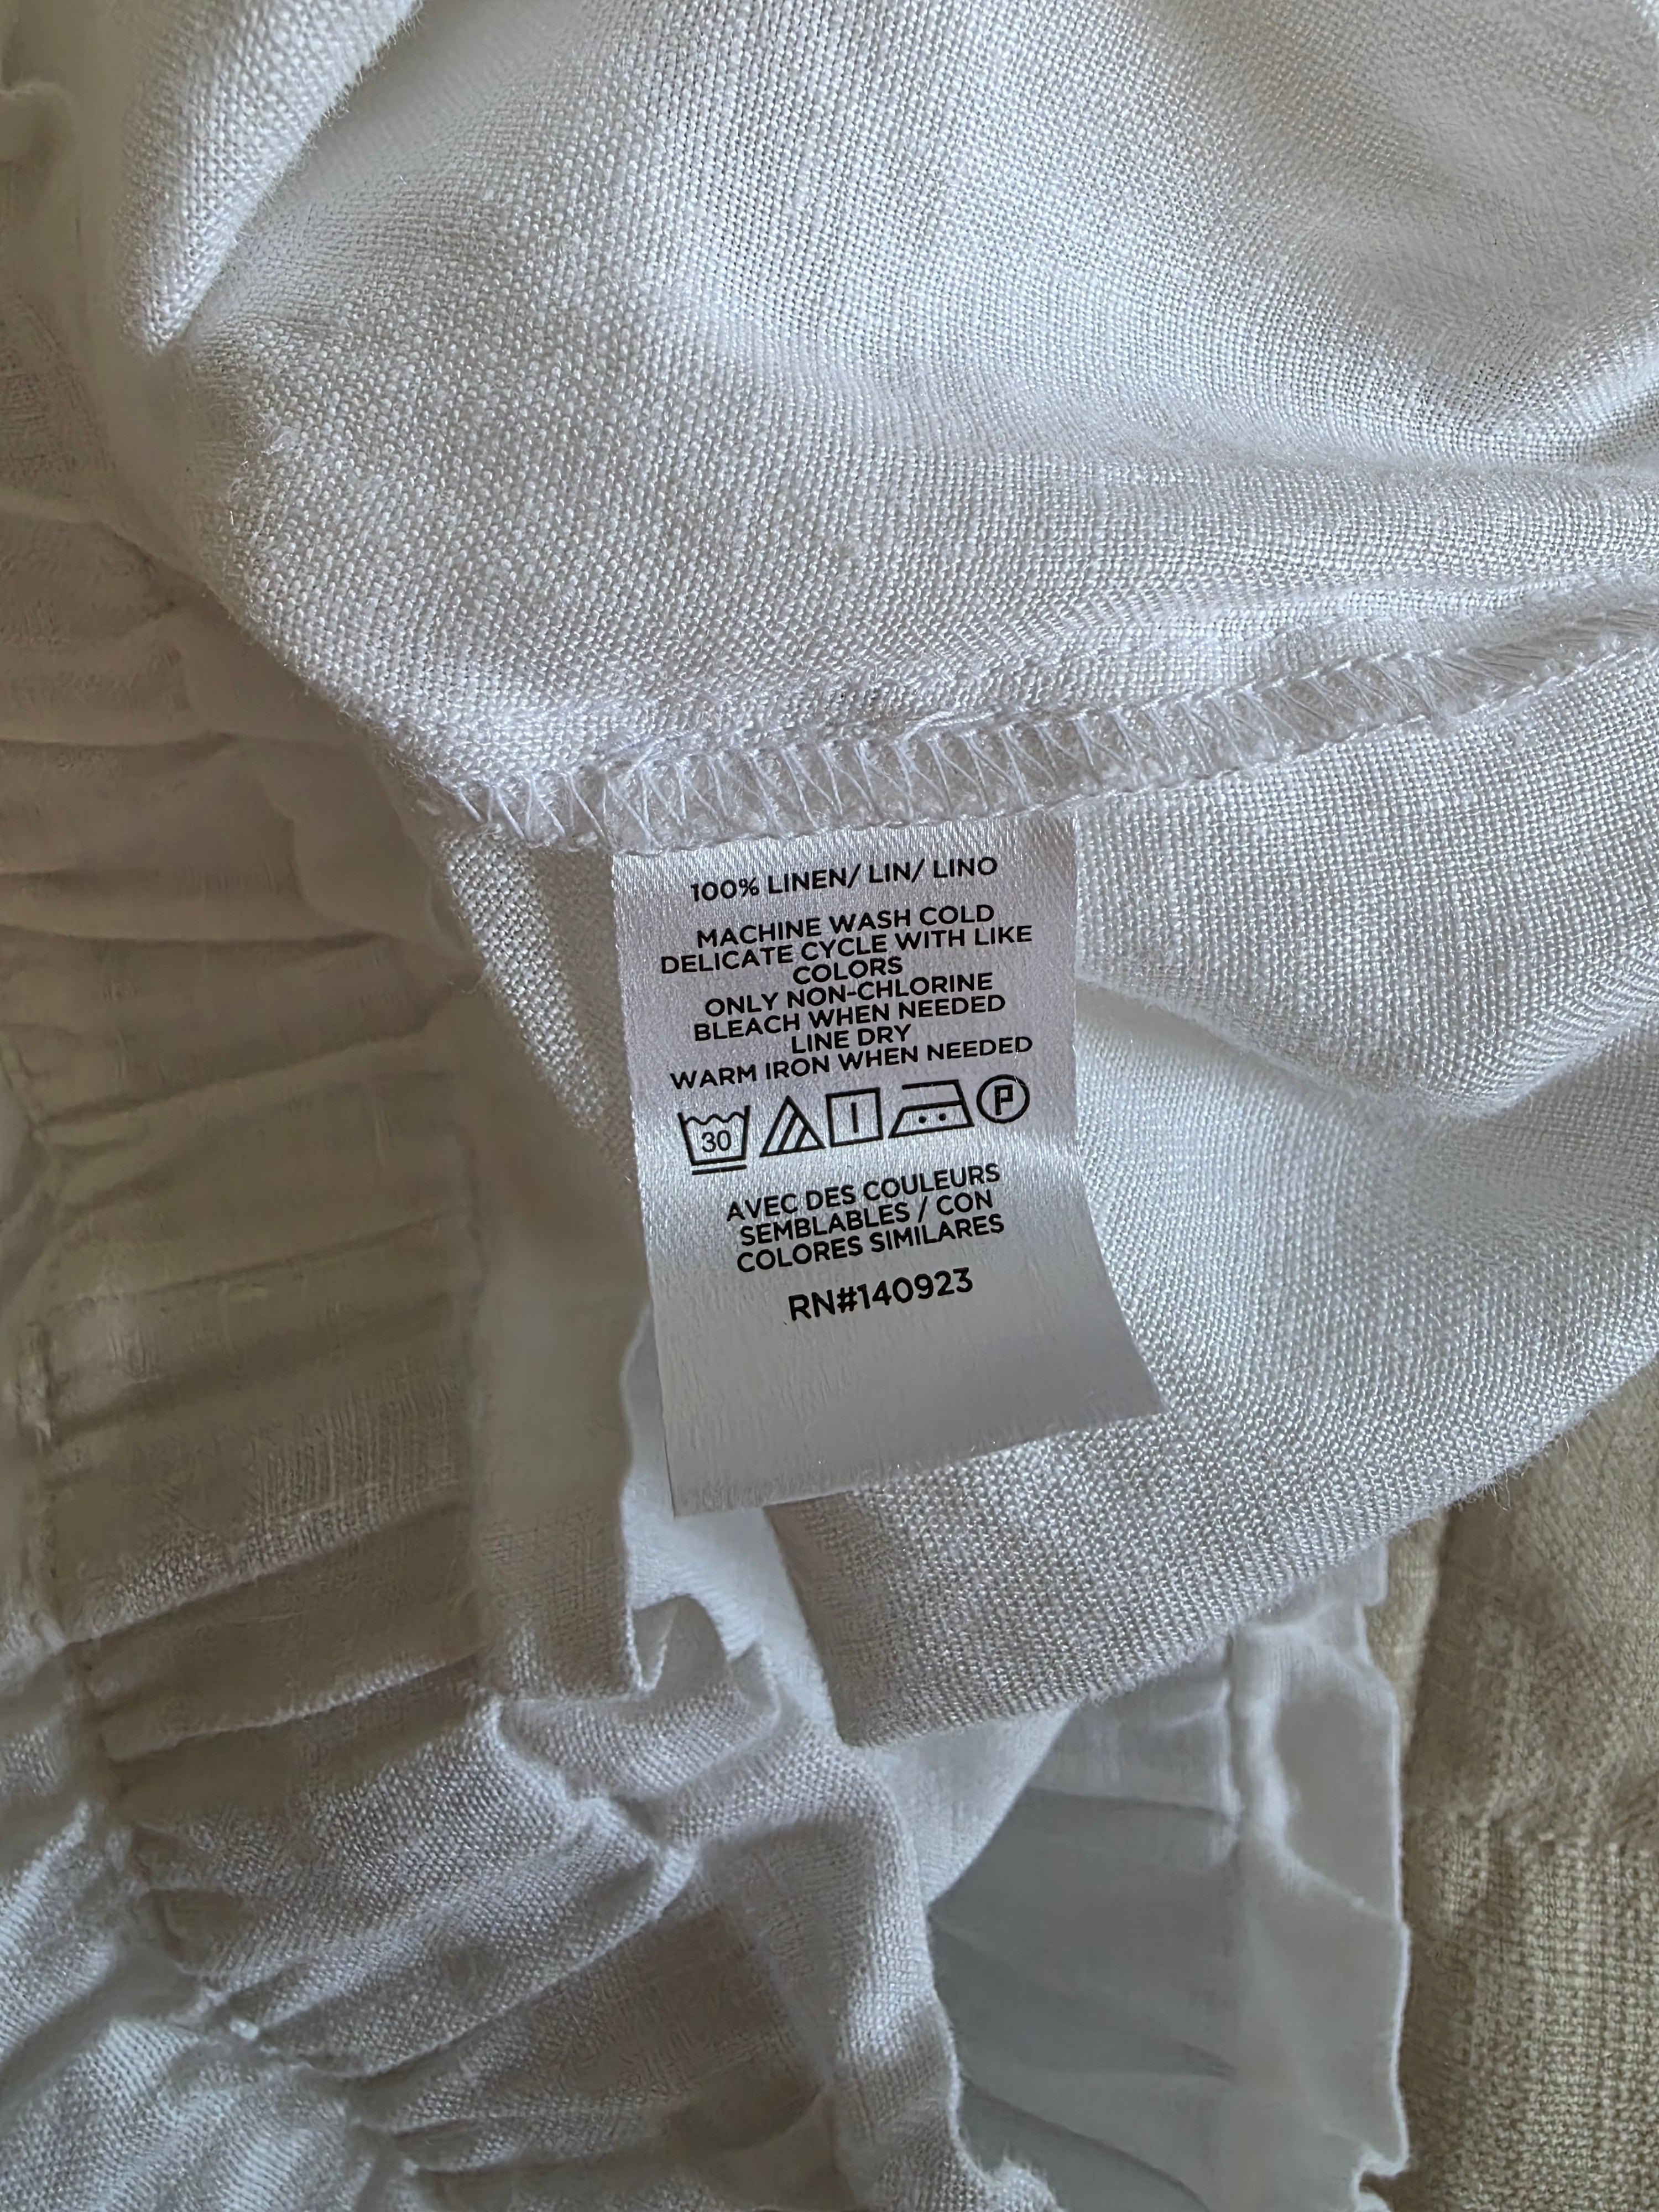 100% LINEN/ LIN/ LINO
MACHINE WASH COLD
DELICATE CYCLE WITH LIKE
COLORS
ONLY NON-CHLORINE
BLEACH WHEN NEEDED
LINE DRY
WARM IRON WHEN NEEDED
30 P
AVEC DES COULEURS
SEMBLABLES / CON
COLORES SIMILARES
RN#140923